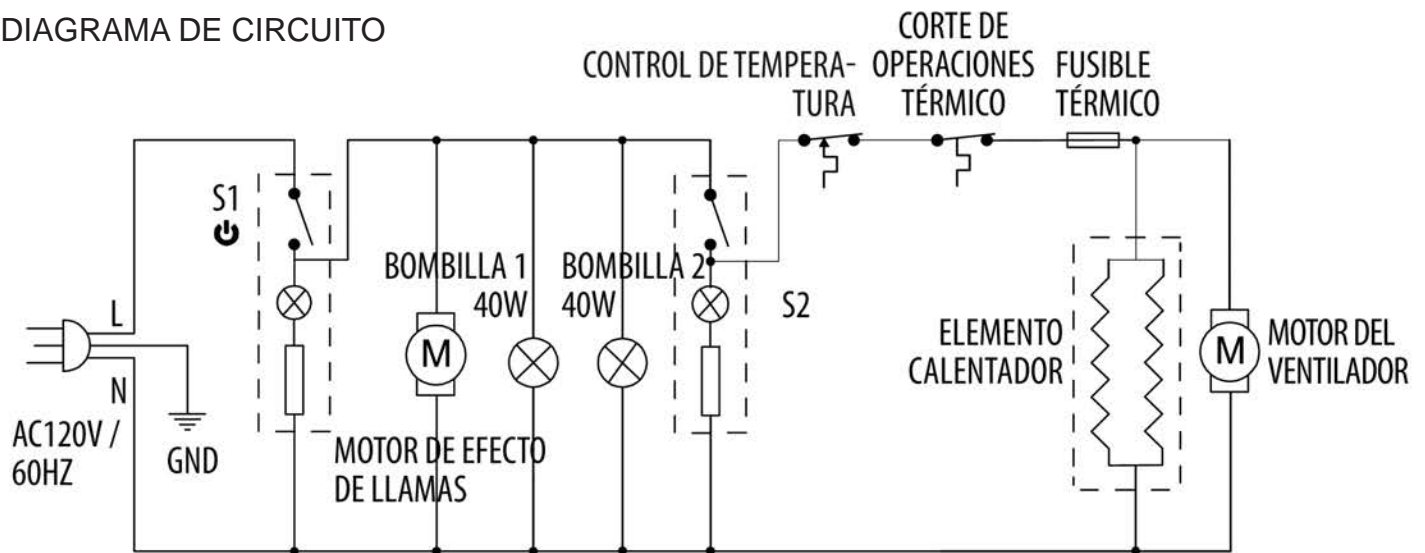 DIAGRAMA DE CIRCUITO
CONTROL DE TEMPERA-
TURA
CORTE DE
OPERACIONES
TÉRMICO
FUSIBLE
TÉRMICO
S1
L
N
AC120V /
60HZ
GND
BOMBILLA 1
40W
BOMBILLA 2
40W
M
MOTOR DE EFECTO
DE LLAMAS
S2
ELEMENTO
CALENTADOR
M
MOTOR DEL
VENTILADOR